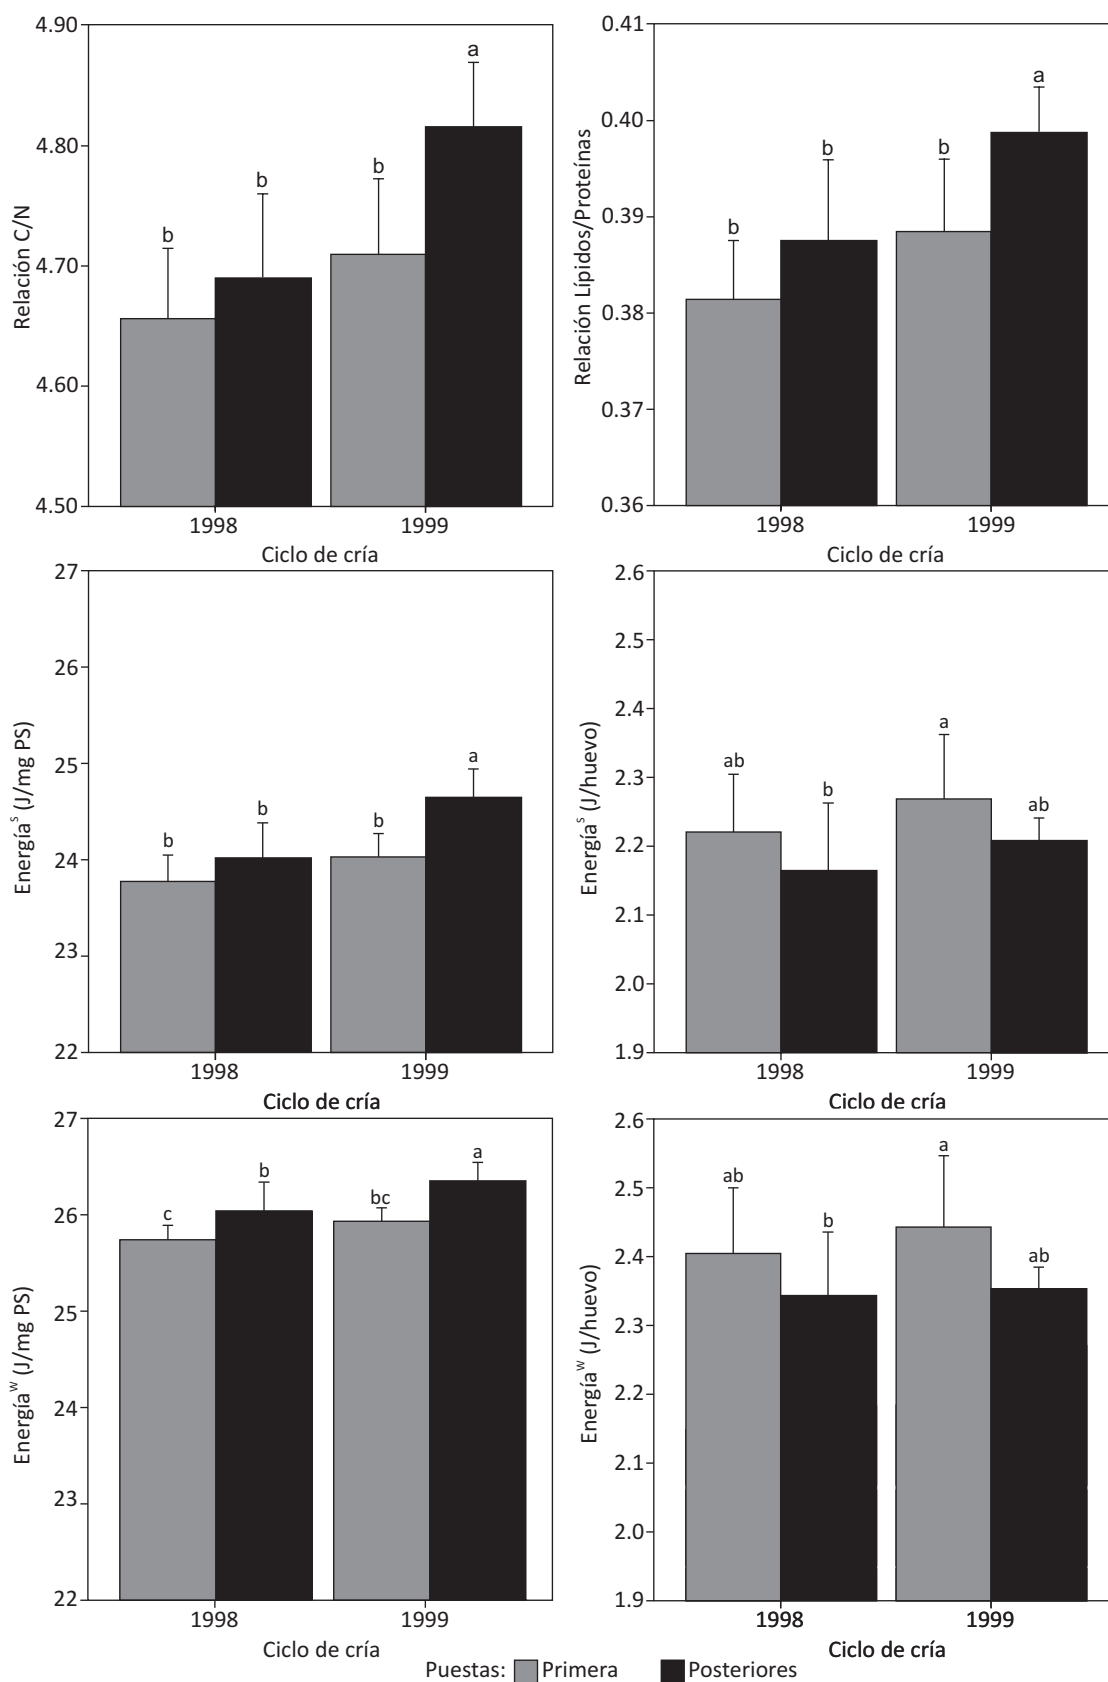 4.90
4.80
4.70
4.60
4.50
Relación C/N
b
b
b
a
1998
1999
Ciclo de cría
0.41
0.40
0.39
0.38
0.37
0.36
Relación Lípidos/Proteínas
b
b
b
a
1998
1999
Ciclo de cría
27
26
25
24
23
22
Energíaˢ (J/mg PS)
b
b
b
a
1998
1999
Ciclo de cría
2.6
2.5
2.4
2.3
2.2
2.1
2.0
1.9
Energíaˢ (J/huevo)
ab
b
a
ab
1998
1999
Ciclo de cría
27
26
25
24
23
22
Energíaʷ (J/mg PS)
c
b
bc
a
1998
1999
Ciclo de cría
2.6
2.5
2.4
2.3
2.2
2.1
2.0
1.9
Energíaʷ (J/huevo)
ab
b
a
ab
1998
1999
Ciclo de cría
Puestas: Primera Posteriores